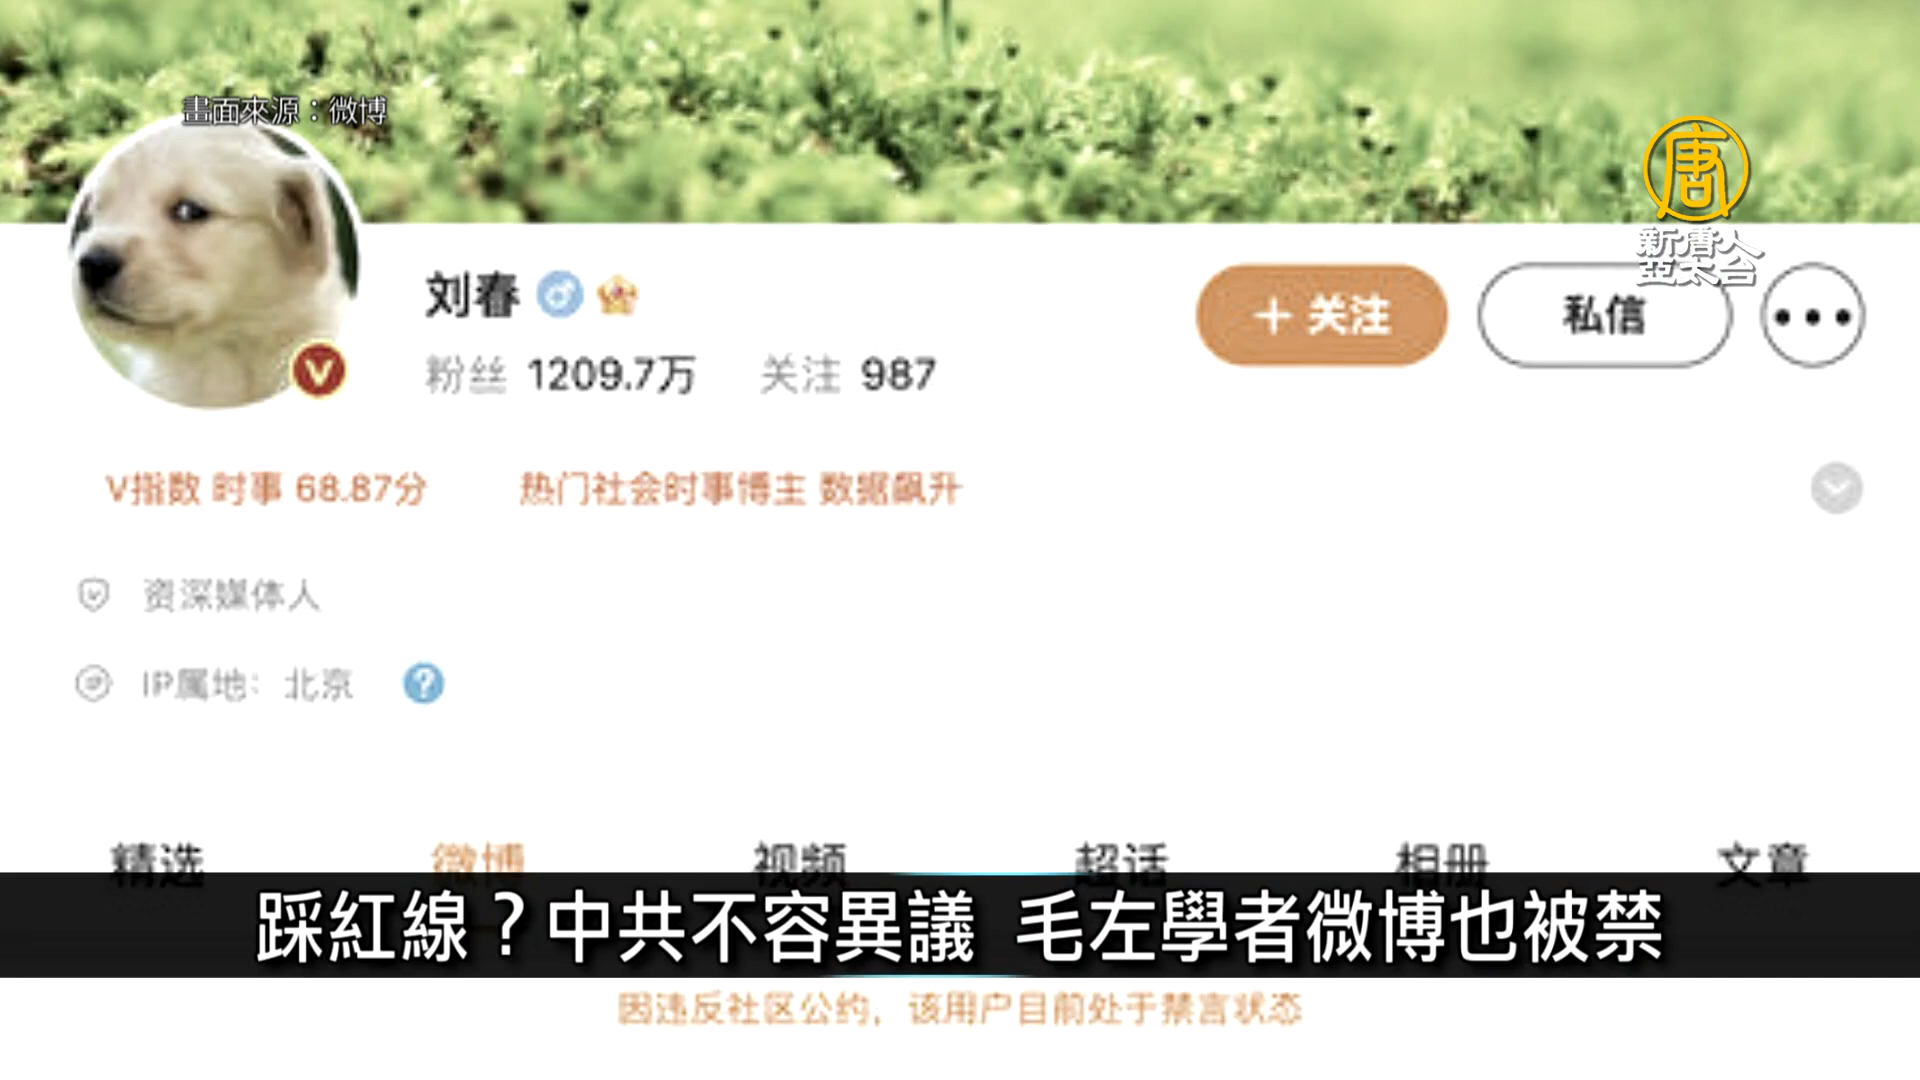 畫面來源：微博
唐
新唐人
亞太台
刘春
+ 关注
私信
粉丝 1209.7万 关注 987
V指数 时事 68.87分 热门社会时事博主 数据飙升
资深媒体人
IP属地：北京
精选 微博 视频 超话 相册 文章
踩紅線？中共不容異議 毛左學者微博也被禁
因违反社区公约，该用户目前处于禁言状态